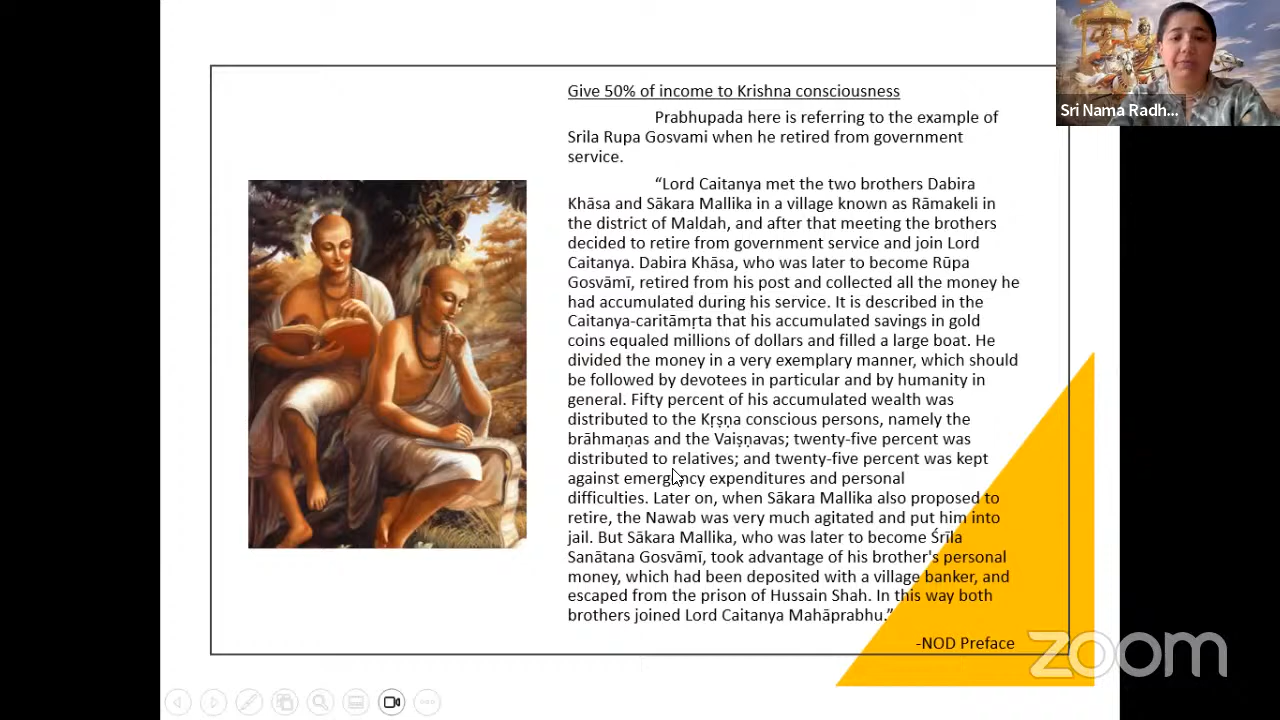 Give 50% of income to Krishna consciousness
Prabhupada here is referring to the example of
Srila Rupa Gosvami when he retired from government
service.
“Lord Caitanya met the two brothers Dabira
Khāsa and Sākara Mallika in a village known as Rāmakeli in
the district of Maldah, and after that meeting the brothers
decided to retire from government service and join Lord
Caitanya. Dabira Khāsa, who was later to become Rūpa
Gosvāmī, retired from his post and collected all the money he
had accumulated during his service. It is described in the
Caitanya-caritāmṛta that his accumulated savings in gold
coins equaled millions of dollars and filled a large boat. He
divided the money in a very exemplary manner, which should
be followed by devotees in particular and by humanity in
general. Fifty percent of his accumulated wealth was
distributed to the Kṛṣṇa conscious persons, namely the
brāhmaṇas and the Vaiṣṇavas; twenty-five percent was
distributed to relatives; and twenty-five percent was kept
against emergency expenditures and personal
difficulties. Later on, when Sākara Mallika also proposed to
retire, the Nawab was very much agitated and put him into
jail. But Sākara Mallika, who was later to become Śrīla
Sanātana Gosvāmī, took advantage of his brother's personal
money, which had been deposited with a village banker, and
escaped from the prison of Hussain Shah. In this way both
brothers joined Lord Caitanya Mahāprabhu.”
-NOD Preface
Sri Nama Radh...
zoom